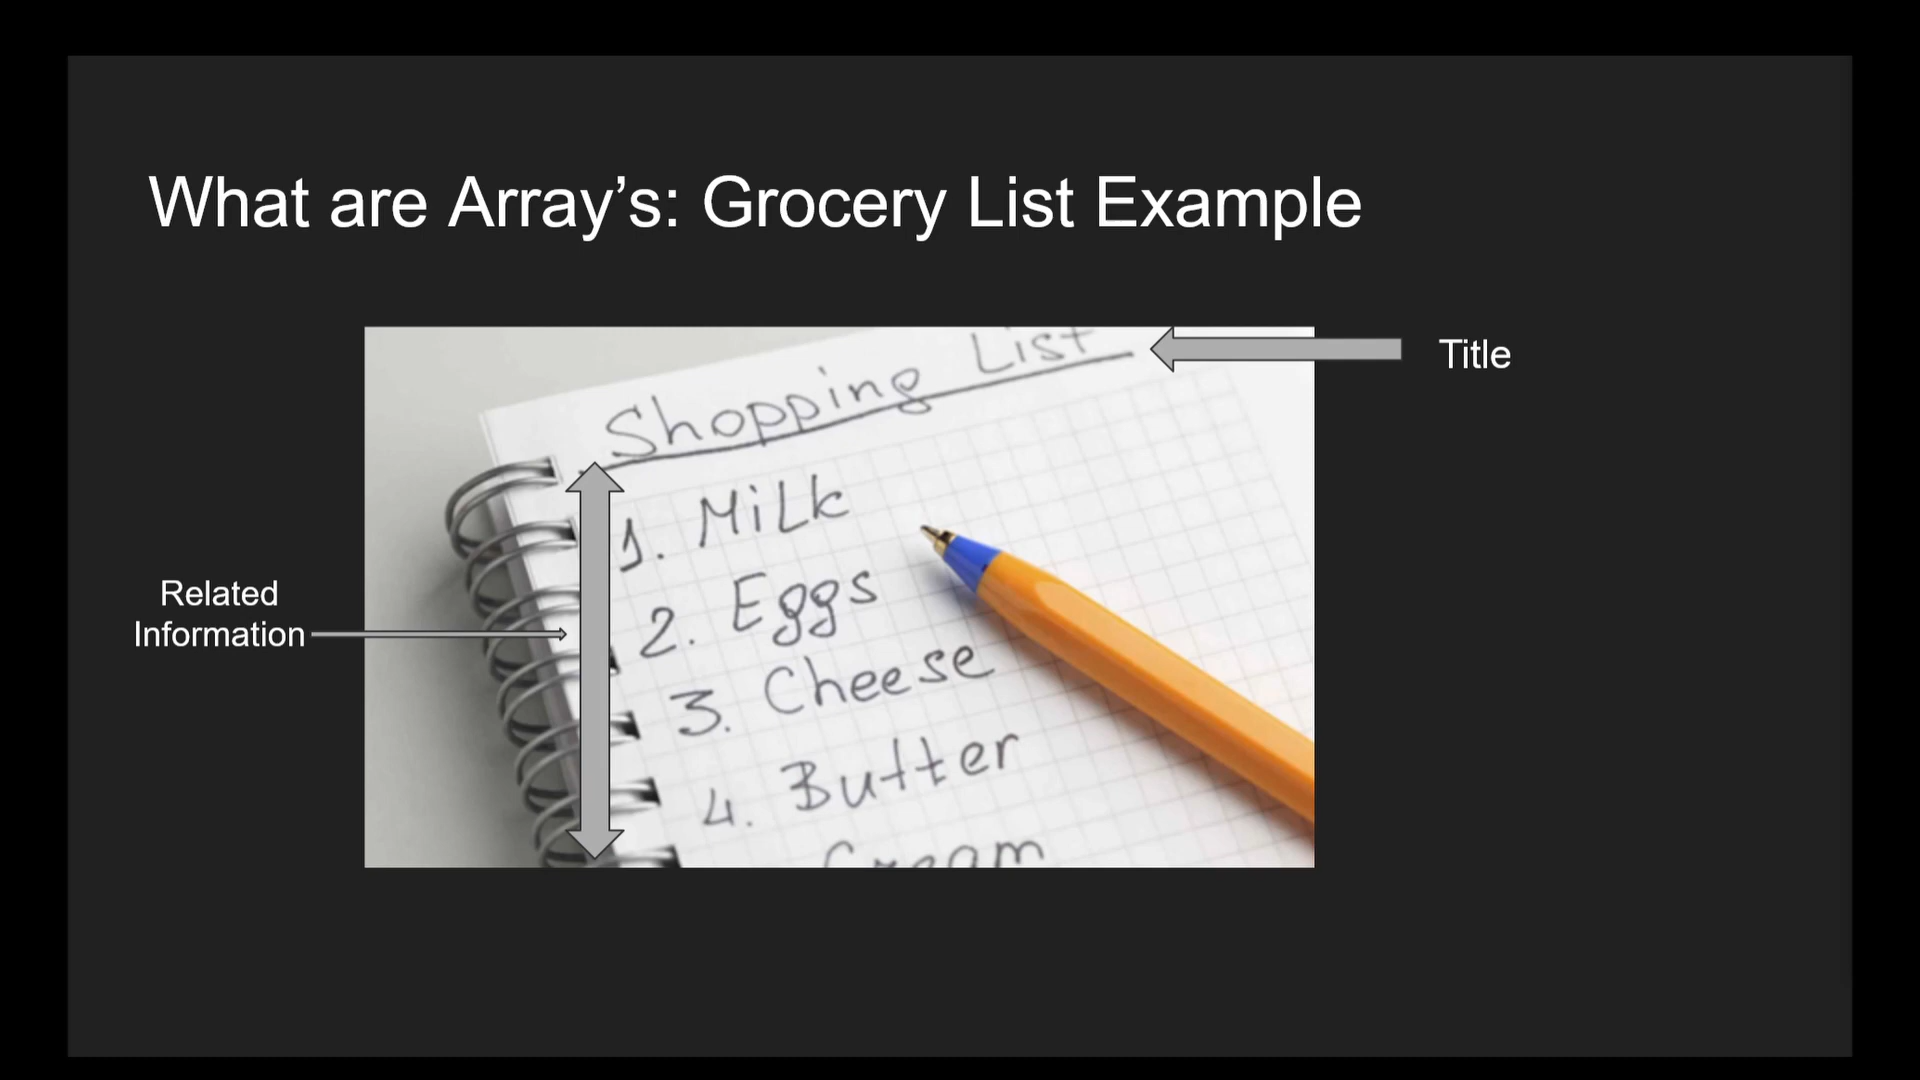 What are Array’s: Grocery List Example
Shopping List
Title
1. Milk
2. Eggs
Related
Information
3. Cheese
4. Butter
Cream